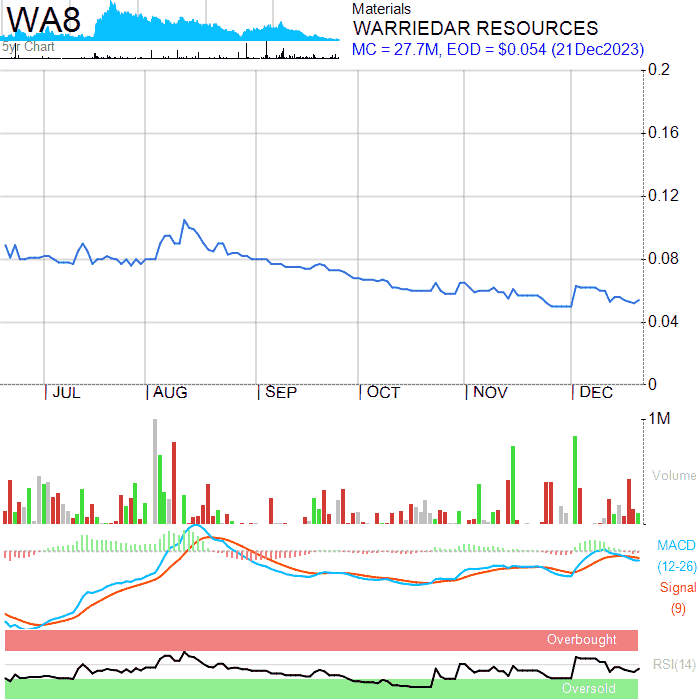 WA8
5yr Chart
Materials
WARRIEDAR RESOURCES
MC = 27.7M, EOD = $0.054 (21Dec2023)
0.2
0.16
0.12
0.08
0.04
0
JUL AUG SEP OCT NOV DEC
1M
Volume
MACD
(12-26)
Signal
(9)
Overbought
RSI(14)
Oversold